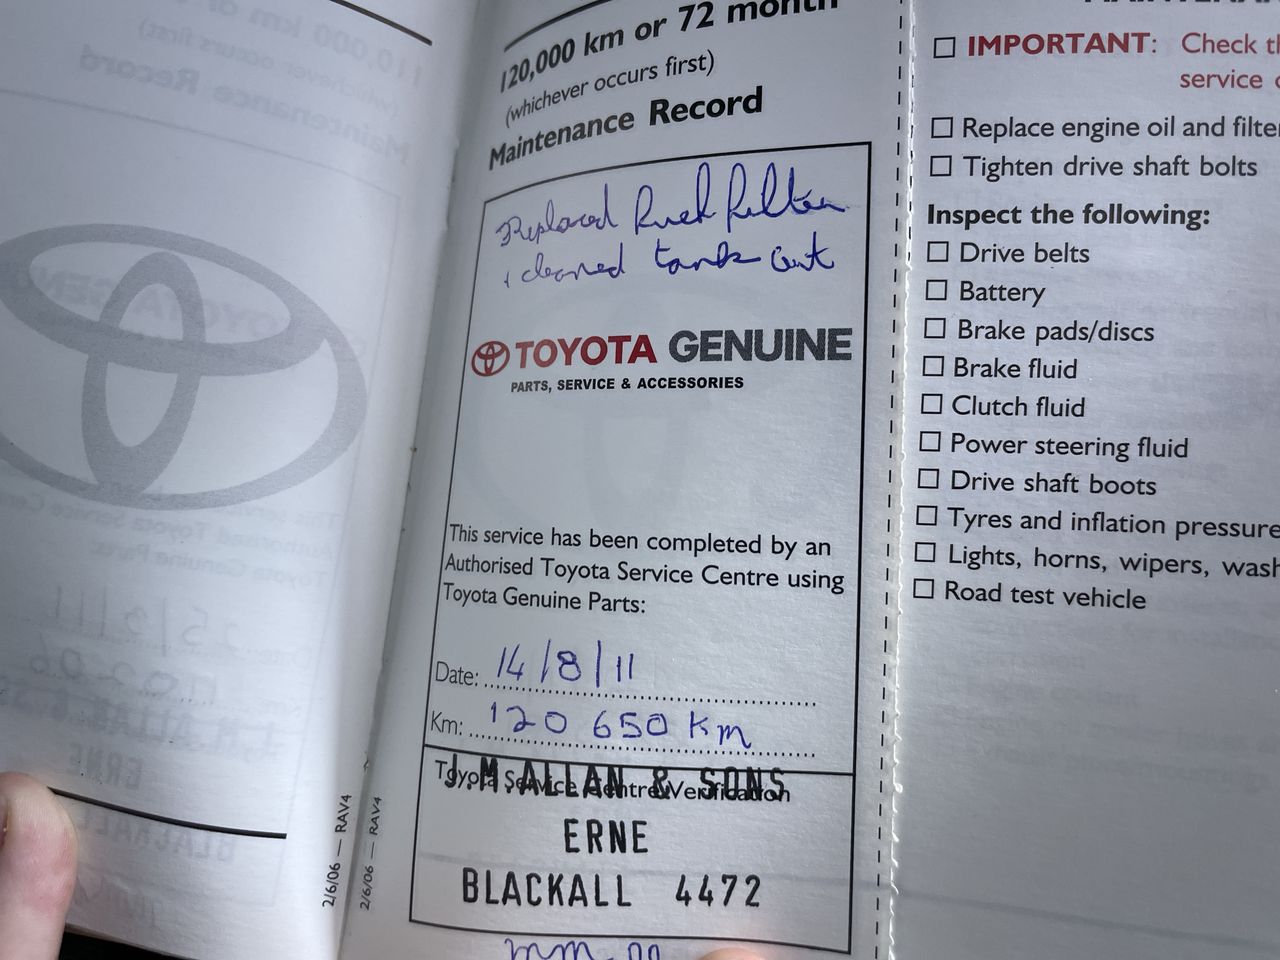 120,000 km or 72 month
(whichever occurs first)
Maintenance Record
Replaced Fuel Filter
+ cleaned tank out
TOYOTA GENUINE
PARTS, SERVICE & ACCESSORIES
This service has been completed by an
Authorised Toyota Service Centre using
Toyota Genuine Parts:
Date: 14/8/11
Km: 120 650 km
Toyota Service Centre Verification
J.M ALLAN & SONS
ERNE
BLACKALL 4472
2/6/06 — RAV4
2/6/06 — RAV4
IMPORTANT: Check th
service
Replace engine oil and filter
Tighten drive shaft bolts
Inspect the following:
Drive belts
Battery
Brake pads/discs
Brake fluid
Clutch fluid
Power steering fluid
Drive shaft boots
Tyres and inflation pressure
Lights, horns, wipers, wash
Road test vehicle